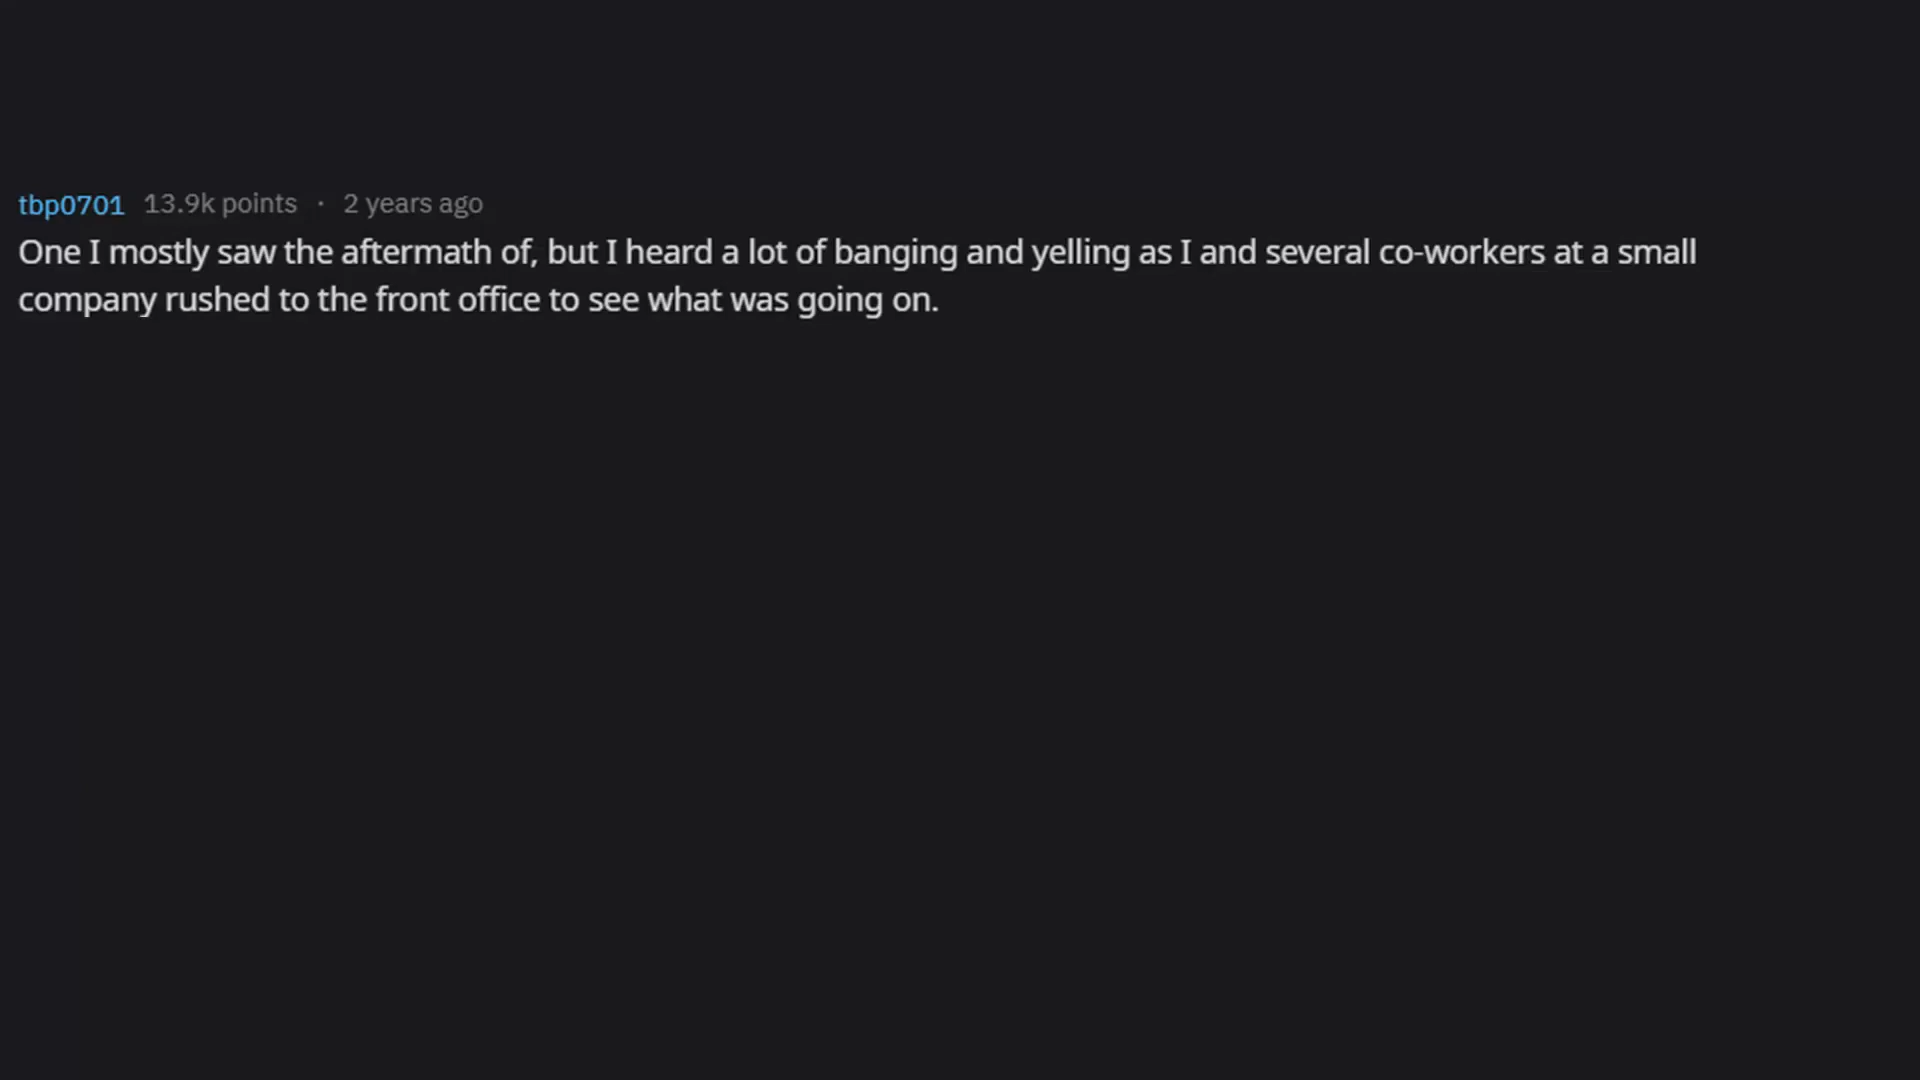 tbp0701 13.9k points · 2 years ago
One I mostly saw the aftermath of, but I heard a lot of banging and yelling as I and several co-workers at a small
company rushed to the front office to see what was going on.